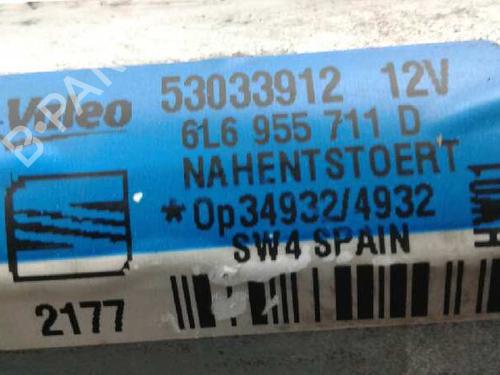 Valeo
53033912 12V
6L6 955 711 D
NAHENTSTOERT
*Op34932/4932
SW4 SPAIN
2177